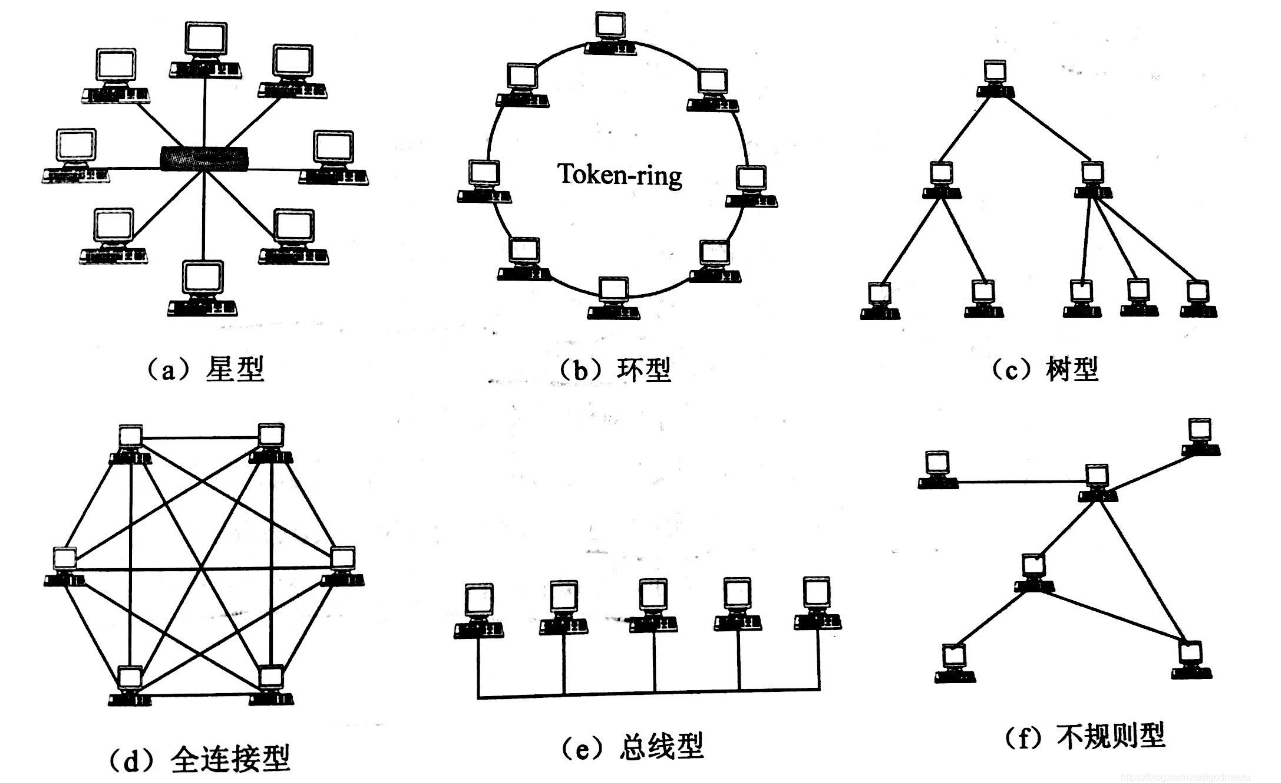 Token-ring
（a）星型
（b）环型
（c）树型
（d）全连接型
（e）总线型
（f）不规则型